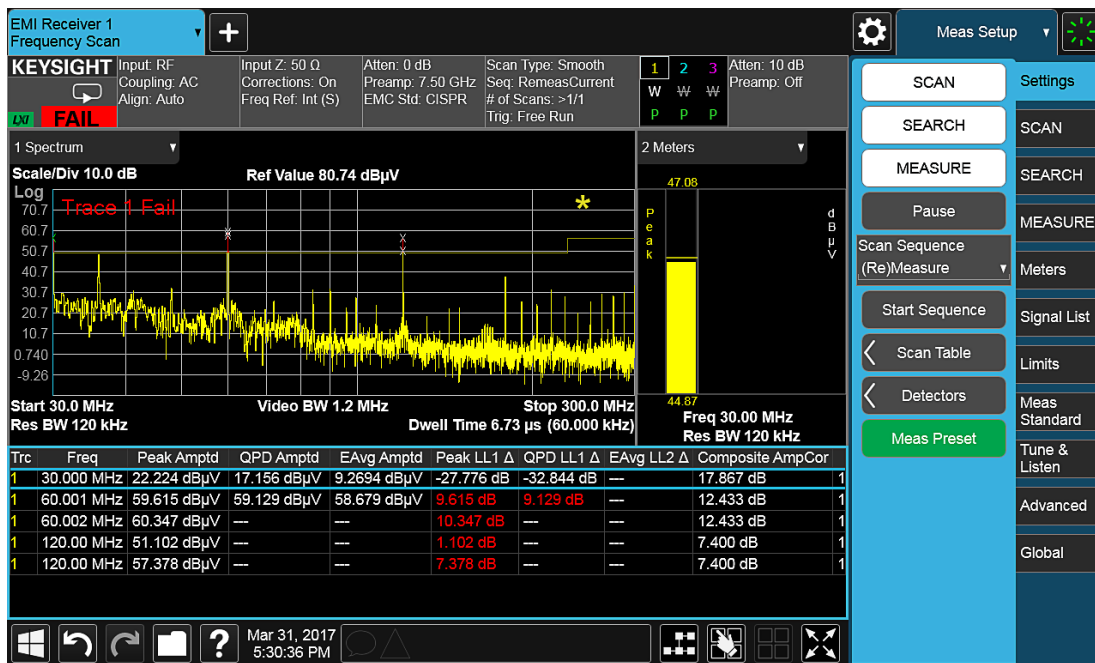 EMI Receiver 1
Frequency Scan
+
Meas Setup
KEYSIGHT
LXI
FAIL
Input: RF
Coupling: AC
Align: Auto
Input Z: 50 Ω
Corrections: On
Freq Ref: Int (S)
Atten: 0 dB
Preamp: 7.50 GHz
EMC Std: CISPR
Scan Type: Smooth
Seq: RemeasCurrent
# of Scans: >1/1
Trig: Free Run
1 2 3
W W W
P P P
Atten: 10 dB
Preamp: Off
1 Spectrum
Scale/Div 10.0 dB
Ref Value 80.74 dBµV
Log
Trace 1 Fail
*
70.7
60.7
50.7
40.7
30.7
20.7
10.7
0.740
-9.26
Start 30.0 MHz
Video BW 1.2 MHz
Stop 300.0 MHz
Res BW 120 kHz
Dwell Time 6.73 µs (60.000 kHz)
2 Meters
47.08
Peak
dBµV
44.87
Freq 30.00 MHz
Res BW 120 kHz
Trc Freq Peak Amptd QPD Amptd EAvg Amptd Peak LL1 Δ QPD LL1 Δ EAvg LL2 Δ Composite AmpCor
1 30.000 MHz 22.224 dBµV 17.156 dBµV 9.2694 dBµV -27.776 dB -32.844 dB --- 17.867 dB 1
1 60.001 MHz 59.615 dBµV 59.129 dBµV 58.679 dBµV 9.615 dB 9.129 dB --- 12.433 dB 1
1 60.002 MHz 60.347 dBµV --- --- 10.347 dB --- --- 12.433 dB 1
1 120.00 MHz 51.102 dBµV --- --- 1.102 dB --- --- 7.400 dB 1
1 120.00 MHz 57.378 dBµV --- --- 7.378 dB --- --- 7.400 dB 1
?
Mar 31, 2017
5:30:36 PM
SCAN
SEARCH
MEASURE
Pause
Scan Sequence
(Re)Measure
Start Sequence
Scan Table
Detectors
Meas Preset
Settings
SCAN
SEARCH
MEASURE
Meters
Signal List
Limits
Meas
Standard
Tune &
Listen
Advanced
Global